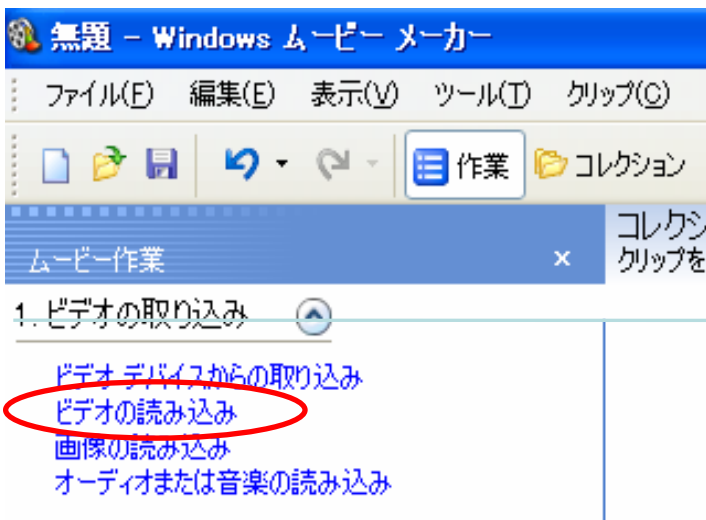 無題 - Windows ムービー メーカー
ファイル(F) 編集(E) 表示(V) ツール(T) クリップ(C)
作業 コレクション
ムービー作業 ×
コレクシ
クリップを
1. ビデオの取り込み
ビデオ デバイスからの取り込み
ビデオの読み込み
画像の読み込み
オーディオまたは音楽の読み込み